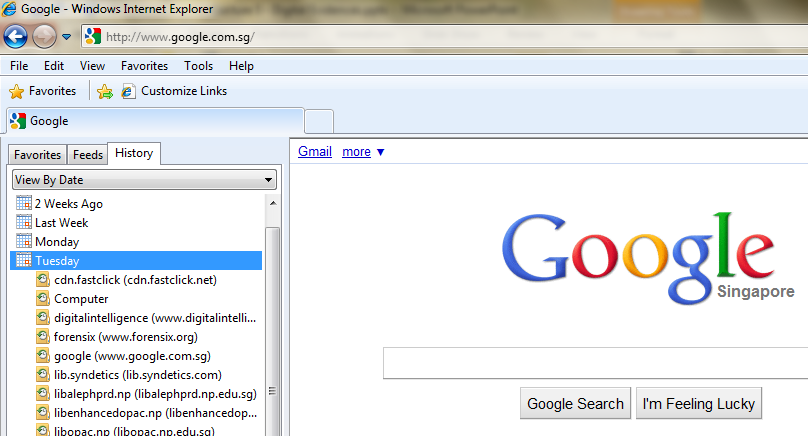 Google - Windows Internet Explorer
http://www.google.com.sg/
File Edit View Favorites Tools Help
Favorites Customize Links
Google
Favorites Feeds History
View By Date
2 Weeks Ago
Last Week
Monday
Tuesday
cdn.fastclick (cdn.fastclick.net)
Computer
digitalintelligence (www.digitalintelli...
forensix (www.forensix.org)
google (www.google.com.sg)
lib.syndetics (lib.syndetics.com)
libalephprd.np (libalephprd.np.edu.sg)
libenhancedopac.np (libenhancedop...
libopac.np (libopac.np.edu.sg)
Gmail more ▼
Google
Singapore
Google Search I'm Feeling Lucky